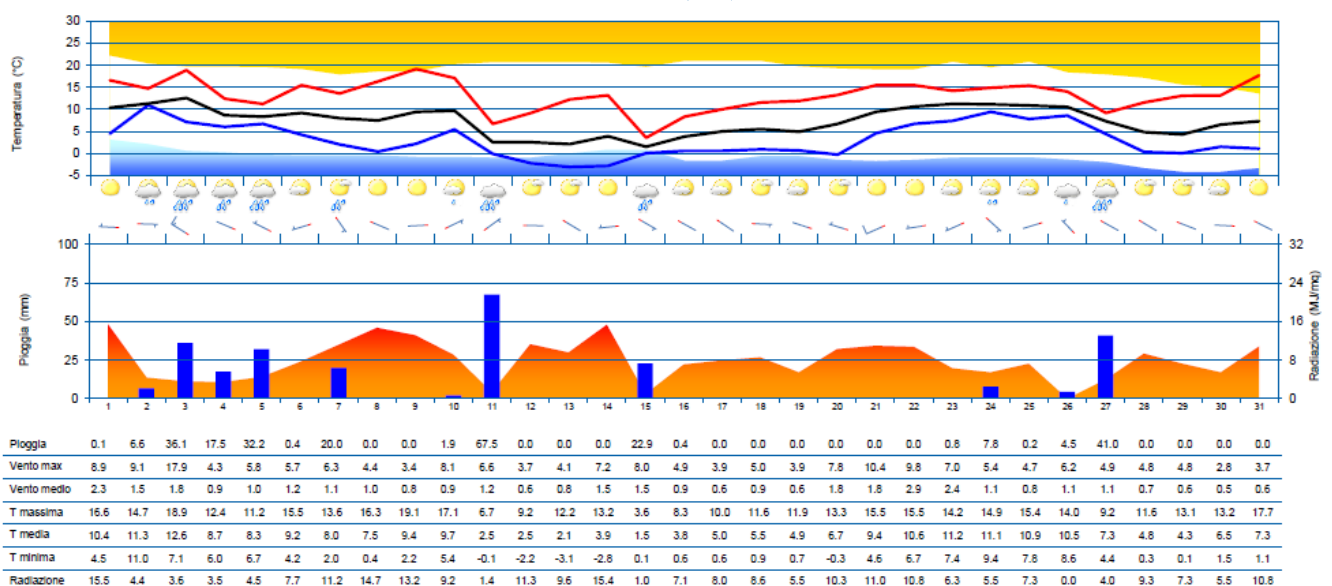 30
25
20
15
10
5
0
-5
Temperatura (°C)
100 32
75 24
50 16
25 8
0 0
Pioggia (mm)
Radiazione (MJ/mq)
1 2 3 4 5 6 7 8 9 10 11 12 13 14 15 16 17 18 19 20 21 22 23 24 25 26 27 28 29 30 31
Pioggia 0.1 6.6 36.1 17.5 32.2 0.4 20.0 0.0 0.0 1.9 67.5 0.0 0.0 0.0 22.9 0.4 0.0 0.0 0.0 0.0 0.0 0.0 0.8 7.8 0.2 4.5 41.0 0.0 0.0 0.0 0.0
Vento max 8.9 9.1 17.9 4.3 5.8 5.7 6.3 4.4 3.4 8.1 6.6 3.7 4.1 7.2 8.0 4.9 3.9 5.0 3.9 7.8 10.4 9.8 7.0 5.4 4.7 6.2 4.9 4.8 4.8 2.8 3.7
Vento medio 2.3 1.5 1.8 0.9 1.0 1.2 1.1 1.0 0.8 0.9 1.2 0.6 0.8 1.5 1.5 0.9 0.6 0.9 0.6 1.8 1.8 2.9 2.4 1.1 0.8 1.1 1.1 0.7 0.6 0.5 0.6
T massima 16.6 14.7 18.9 12.4 11.2 15.5 13.6 16.3 19.1 17.1 6.7 9.2 12.2 13.2 3.6 8.3 10.0 11.6 11.9 13.3 15.5 15.5 14.2 14.9 15.4 14.0 9.2 11.6 13.1 13.2 17.7
T media 10.4 11.3 12.6 8.7 8.3 9.2 8.0 7.5 9.4 9.7 2.5 2.5 2.1 3.9 1.5 3.8 5.0 5.5 4.9 6.7 9.4 10.6 11.2 11.1 10.9 10.5 7.3 4.8 4.3 6.5 7.3
T minima 4.5 11.0 7.1 6.0 6.7 4.2 2.0 0.4 2.2 5.4 -0.1 -2.2 -3.1 -2.8 0.1 0.6 0.6 0.9 0.7 -0.3 4.6 6.7 7.4 9.4 7.8 8.6 4.4 0.3 0.1 1.5 1.1
Radiazione 15.5 4.4 3.6 3.5 4.5 7.7 11.2 14.7 13.2 9.2 1.4 11.3 9.6 15.4 1.0 7.1 8.0 8.6 5.5 10.3 11.0 10.8 6.3 5.5 7.3 0.0 4.0 9.3 7.3 5.5 10.8